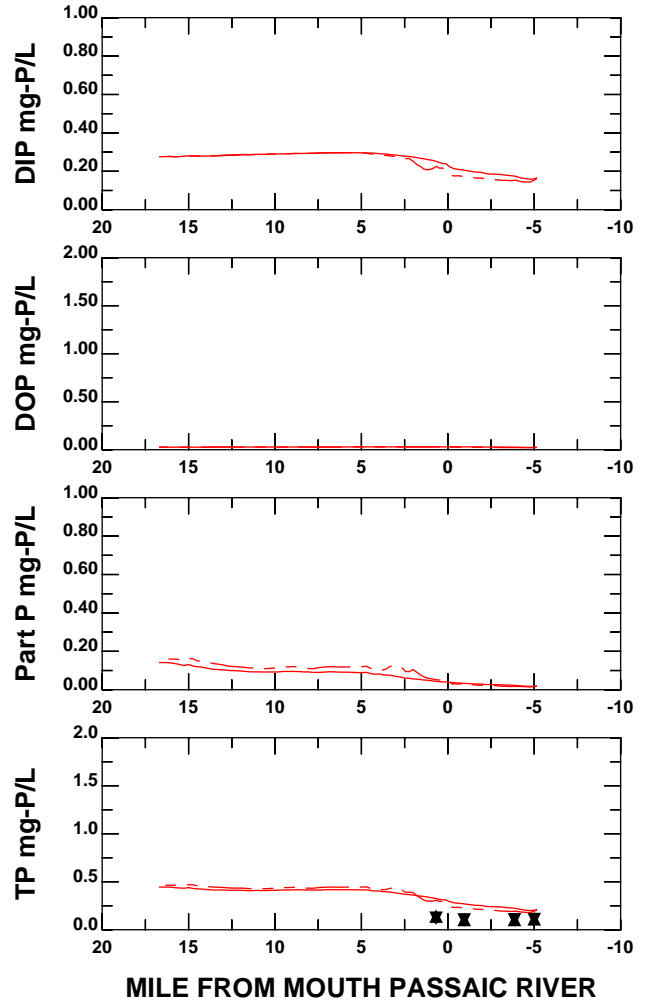 DIP mg-P/L
1.00
0.80
0.60
0.40
0.20
0.00
20 15 10 5 0 -5 -10
DOP mg-P/L
2.00
1.50
1.00
0.50
0.00
20 15 10 5 0 -5 -10
Part P mg-P/L
1.00
0.80
0.60
0.40
0.20
0.00
20 15 10 5 0 -5 -10
TP mg-P/L
2.0
1.5
1.0
0.5
0.0
20 15 10 5 0 -5 -10
MILE FROM MOUTH PASSAIC RIVER